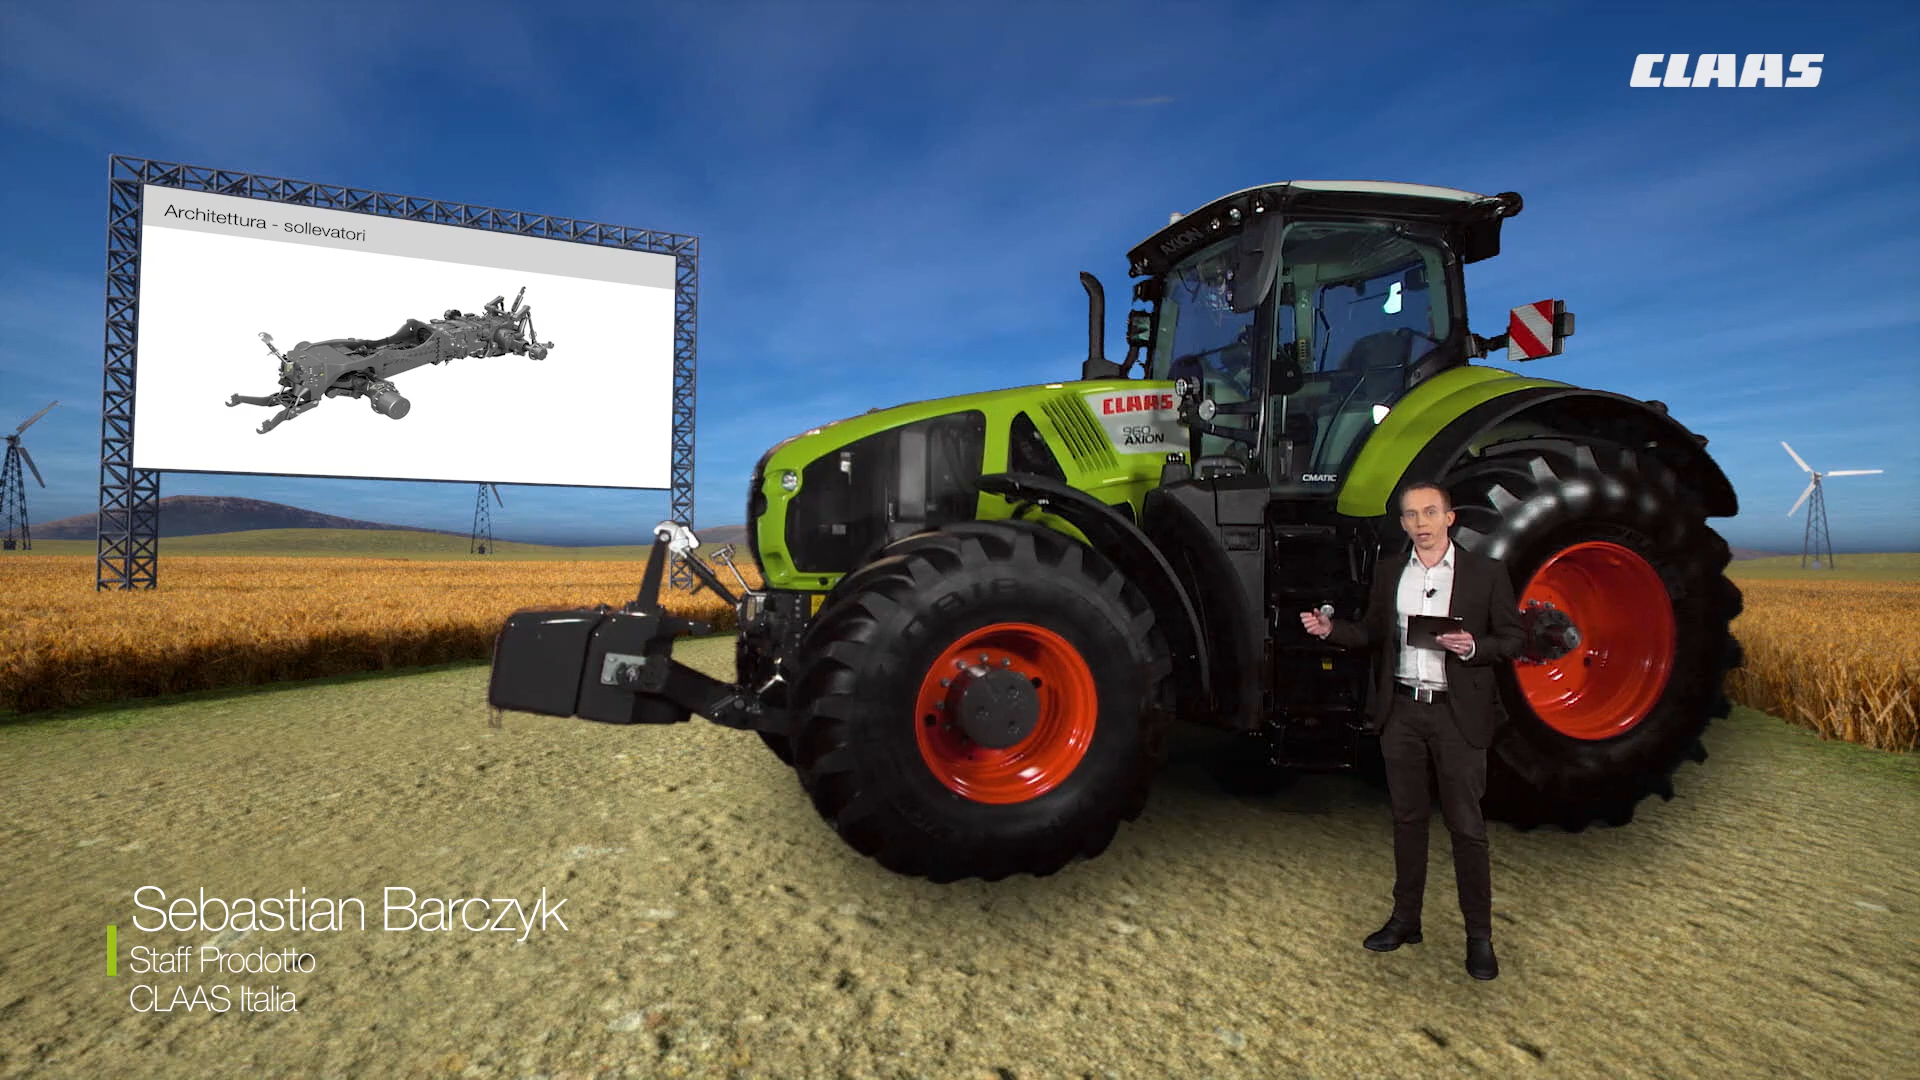 CLAAS
Architettura - sollevatori
AXION
CLAAS
960
AXION
CMATIC
Sebastian Barczyk
Staff Prodotto
CLAAS Italia